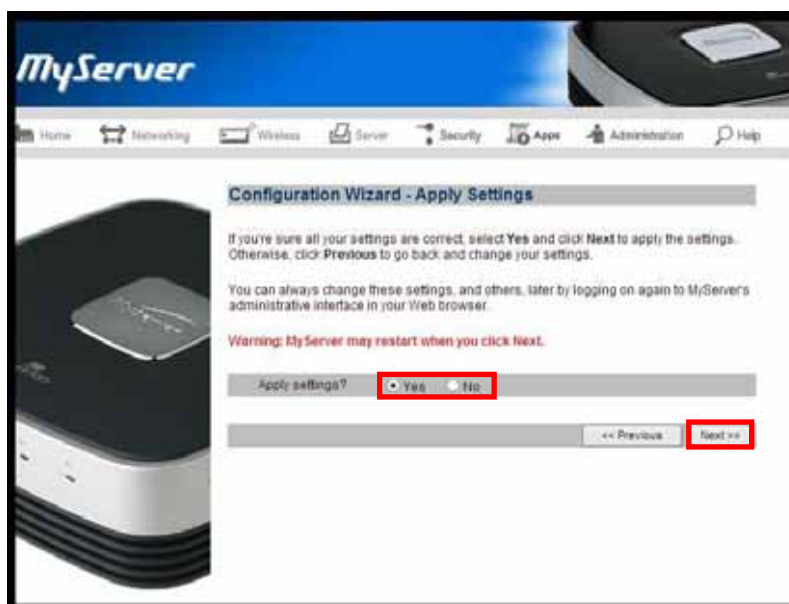 MyServer
Home Networking Wireless Server Security Apps Administration Help
Configuration Wizard - Apply Settings
If you're sure all your settings are correct, select Yes and click Next to apply the settings.
Otherwise, click Previous to go back and change your settings.
You can always change these settings, and others, later by logging on again to MyServer's
administrative interface in your Web browser.
Warning: MyServer may restart when you click Next.
Apply settings? Yes No
<< Previous Next >>